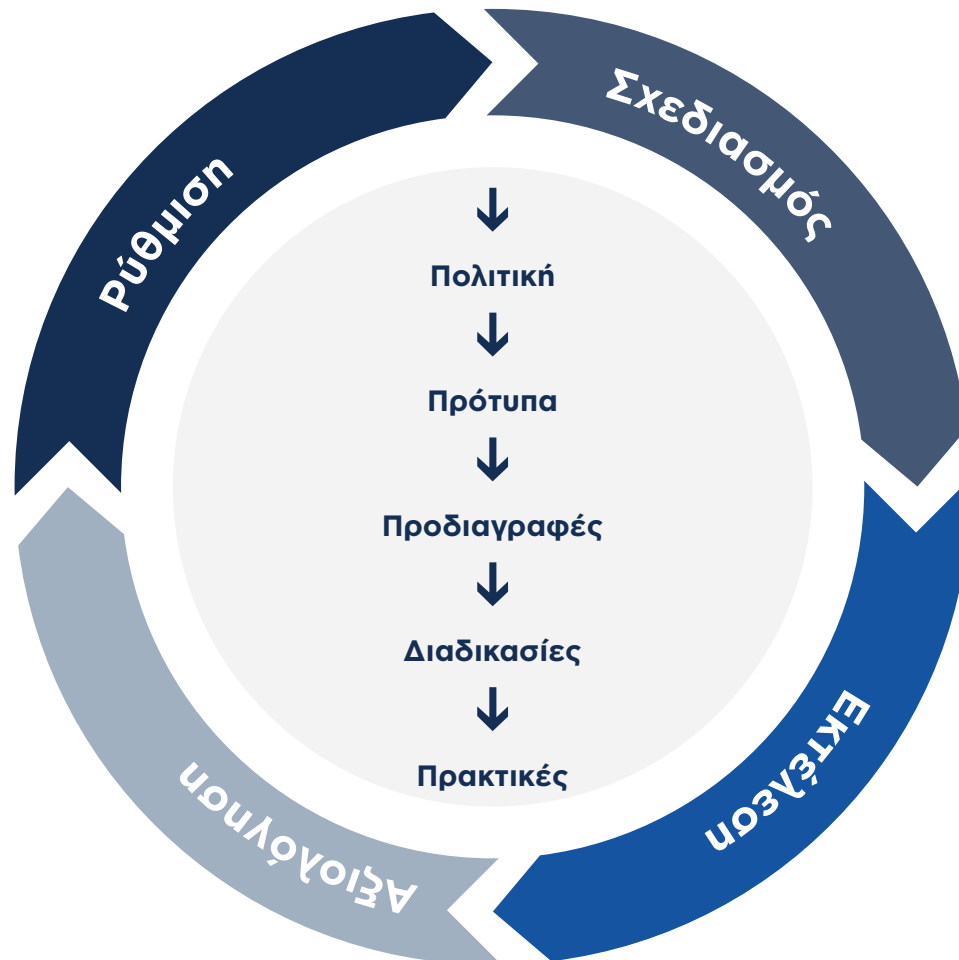 Σχεδιασμός
Εκτέλεση
Αξιολόγηση
Ρύθμιση
Πολιτική
Πρότυπα
Προδιαγραφές
Διαδικασίες
Πρακτικές